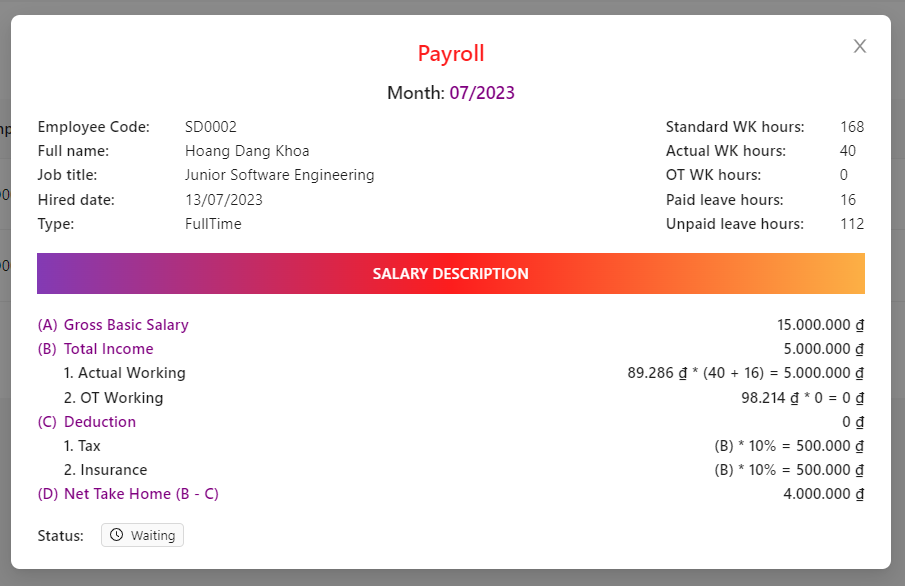 Payroll
Month: 07/2023
Employee Code: SD0002
Full name: Hoang Dang Khoa
Job title: Junior Software Engineering
Hired date: 13/07/2023
Type: FullTime
Standard WK hours: 168
Actual WK hours: 40
OT WK hours: 0
Paid leave hours: 16
Unpaid leave hours: 112
SALARY DESCRIPTION
(A) Gross Basic Salary 15.000.000 ₫
(B) Total Income 5.000.000 ₫
1. Actual Working 89.286 ₫ * (40 + 16) = 5.000.000 ₫
2. OT Working 98.214 ₫ * 0 = 0 ₫
(C) Deduction 0 ₫
1. Tax (B) * 10% = 500.000 ₫
2. Insurance (B) * 10% = 500.000 ₫
(D) Net Take Home (B - C) 4.000.000 ₫
Status: Waiting